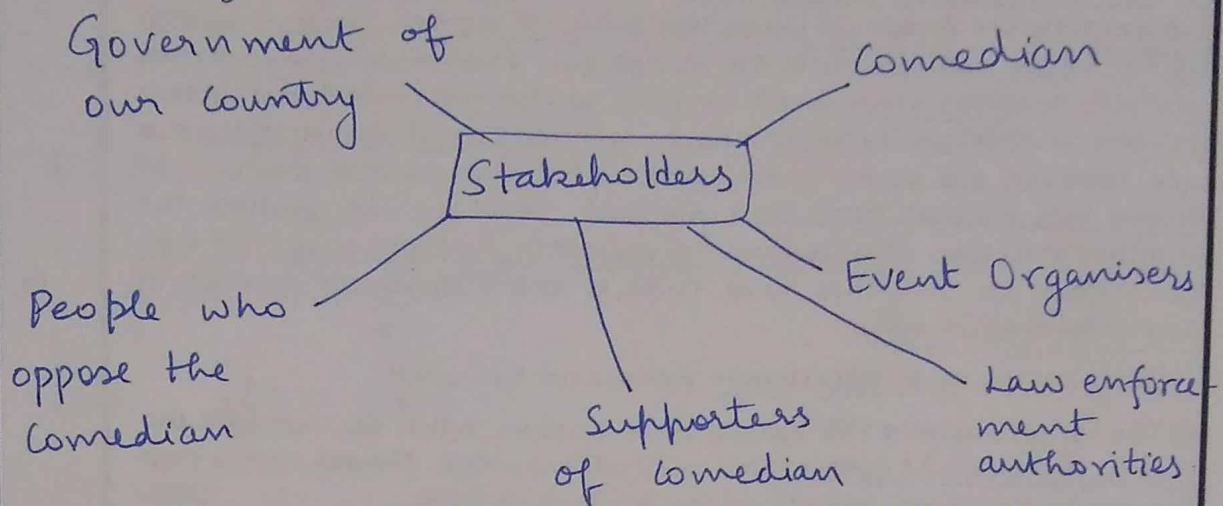 Government of
our Country
Comedian
Stakeholders
Event Organisers
People who
oppose the
Comedian
Supporters
of comedian
Law enforce-
ment
authorities